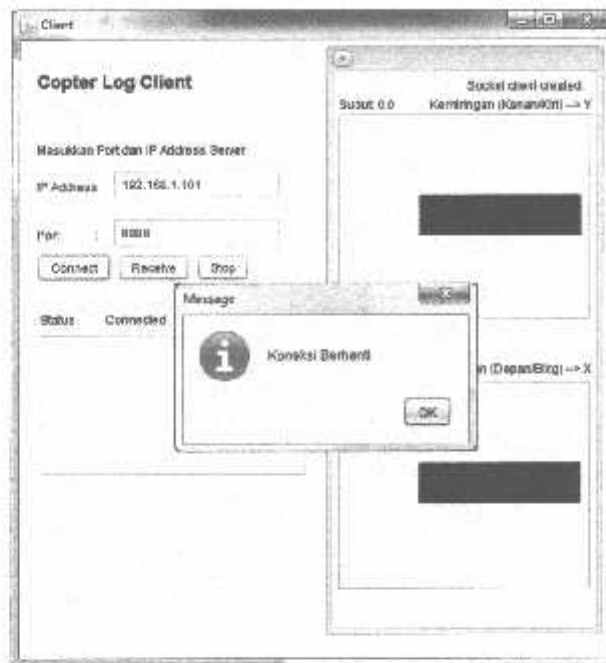 Client
Copter Log Client
Socket client created.
Sudut: 0.0 Kemiringan (Kanan/Kiri) --> Y
Masukkan Port dan IP Address Server
IP Address 192.168.1.101
Port :
Connect Receive Stop
Status Connected
Message
Koneksi Berhenti
OK
(Depan/Blkg) --> X